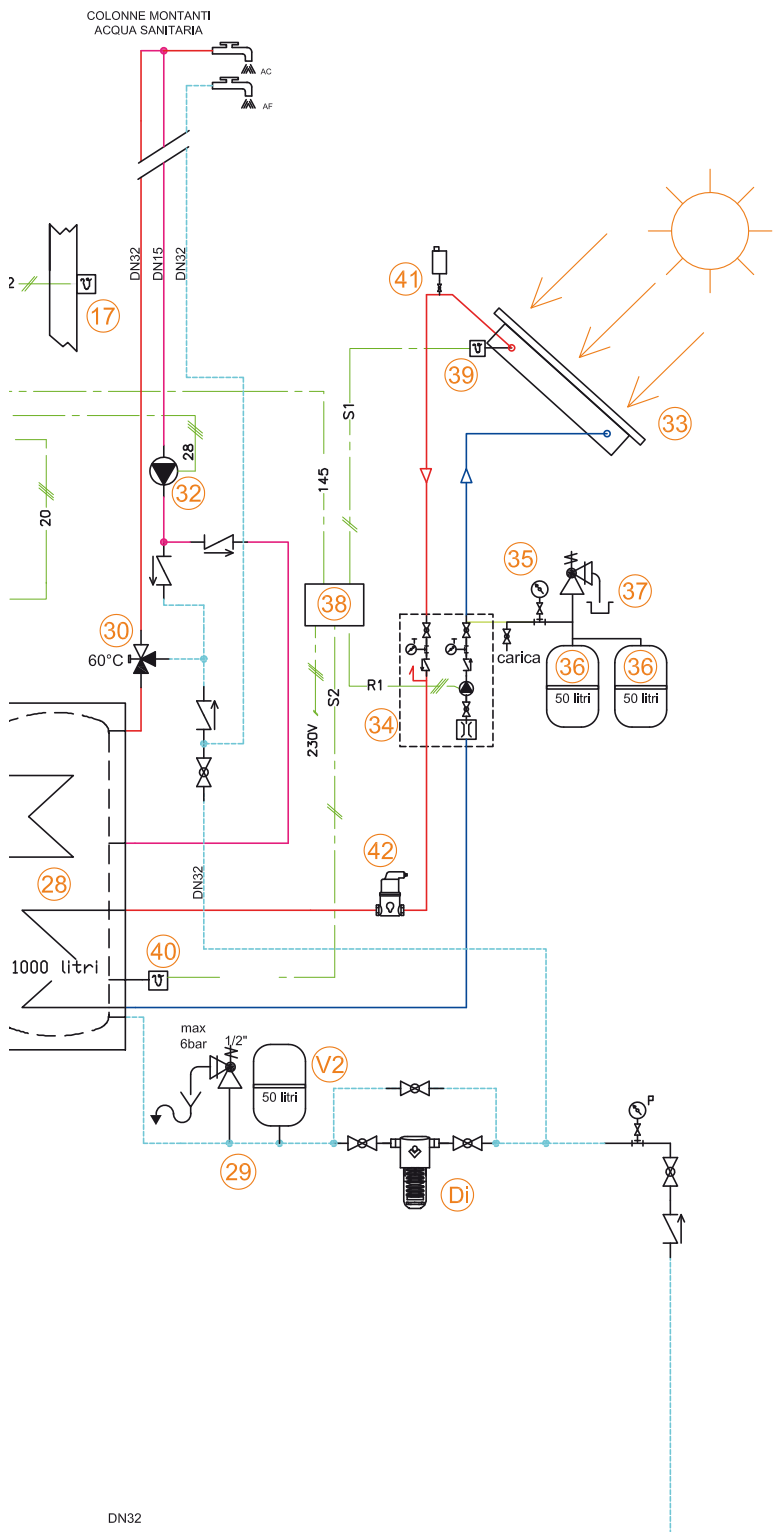 COLONNE MONTANTI
ACQUA SANITARIA
AC
AF
DN32
DN15
DN32
2
17
41
39
33
S1
28
32
145
20
35
37
38
30
60°C
carica
36
36
50 litri
50 litri
R1
S2
34
230V
42
28
DN32
40
1000 litri
max
6bar
1/2"
V2
50 litri
P
29
Di
DN32